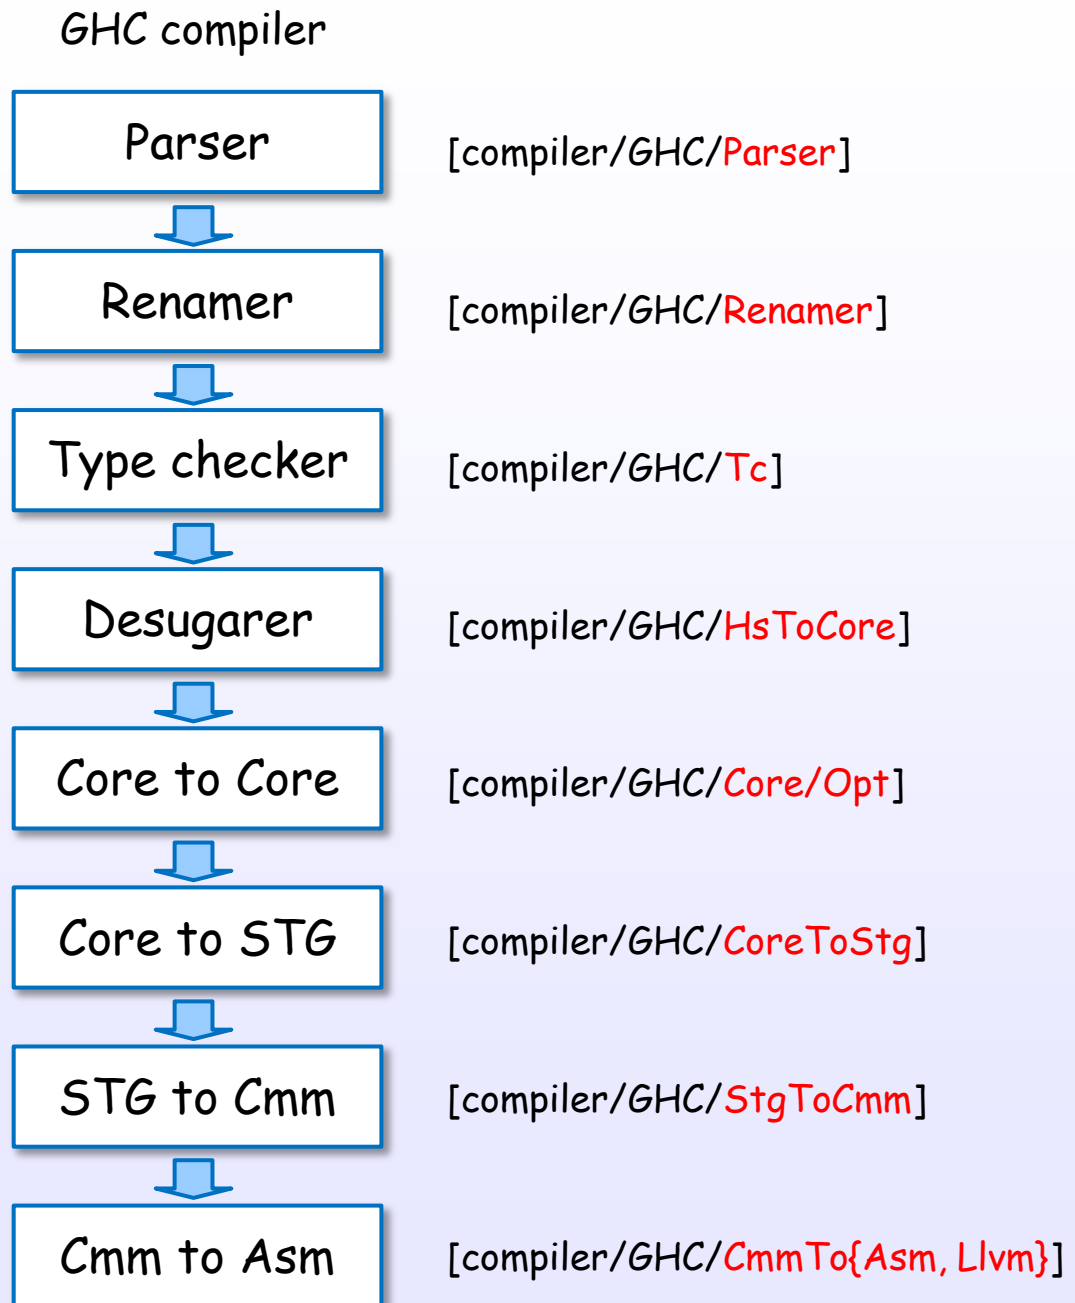 GHC compiler
Parser [compiler/GHC/Parser]
Renamer [compiler/GHC/Renamer]
Type checker [compiler/GHC/Tc]
Desugarer [compiler/GHC/HsToCore]
Core to Core [compiler/GHC/Core/Opt]
Core to STG [compiler/GHC/CoreToStg]
STG to Cmm [compiler/GHC/StgToCmm]
Cmm to Asm [compiler/GHC/CmmTo{Asm, Llvm}]